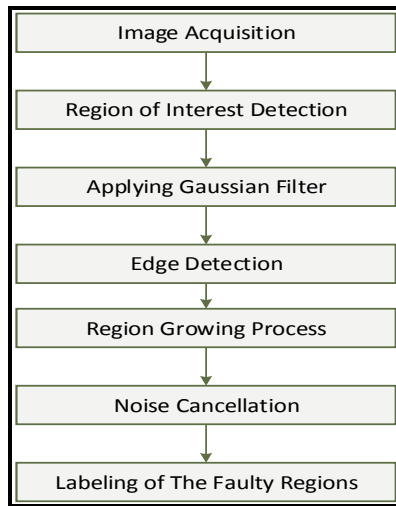 Image Acquisition
Region of Interest Detection
Applying Gaussian Filter
Edge Detection
Region Growing Process
Noise Cancellation
Labeling of The Faulty Regions